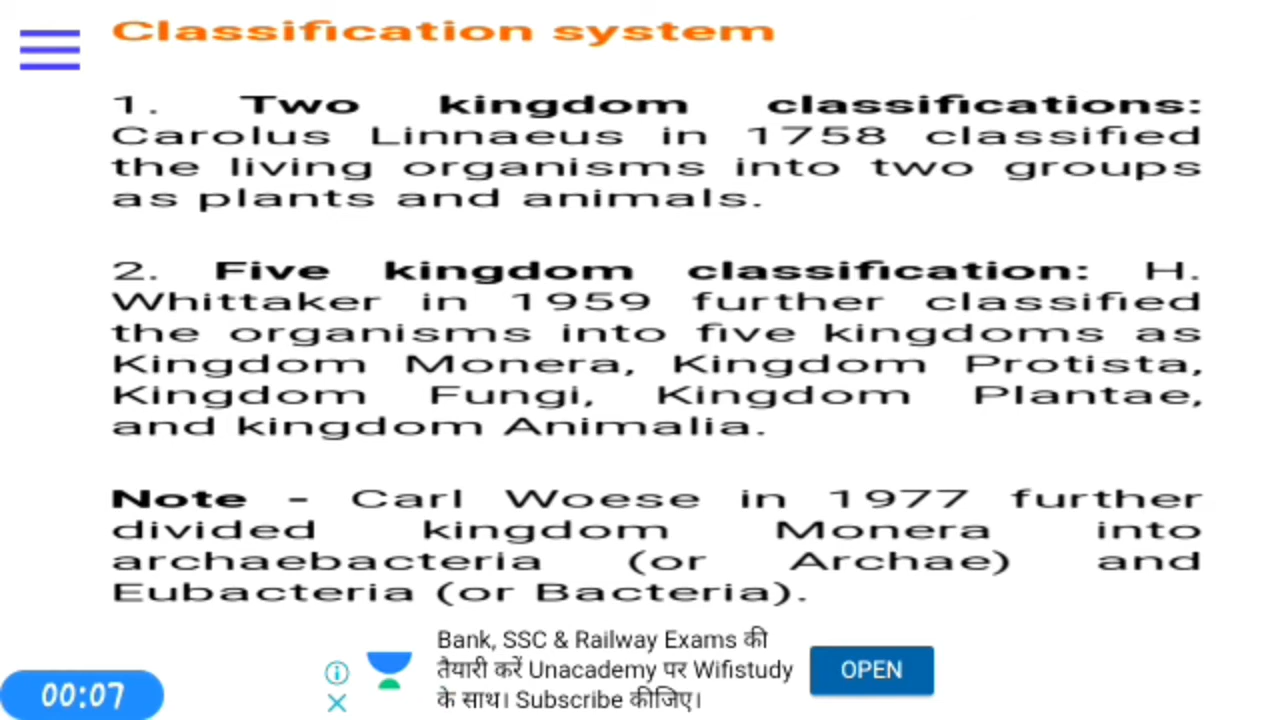 Classification system
1. Two kingdom classifications:
Carolus Linnaeus in 1758 classified
the living organisms into two groups
as plants and animals.
2. Five kingdom classification: H.
Whittaker in 1959 further classified
the organisms into five kingdoms as
Kingdom Monera, Kingdom Protista,
Kingdom Fungi, Kingdom Plantae,
and kingdom Animalia.
Note - Carl Woese in 1977 further
divided kingdom Monera into
archaebacteria (or Archae) and
Eubacteria (or Bacteria).
Bank, SSC & Railway Exams की
तैयारी करें Unacademy पर Wifistudy
के साथ। Subscribe कीजिए।
OPEN
00:07